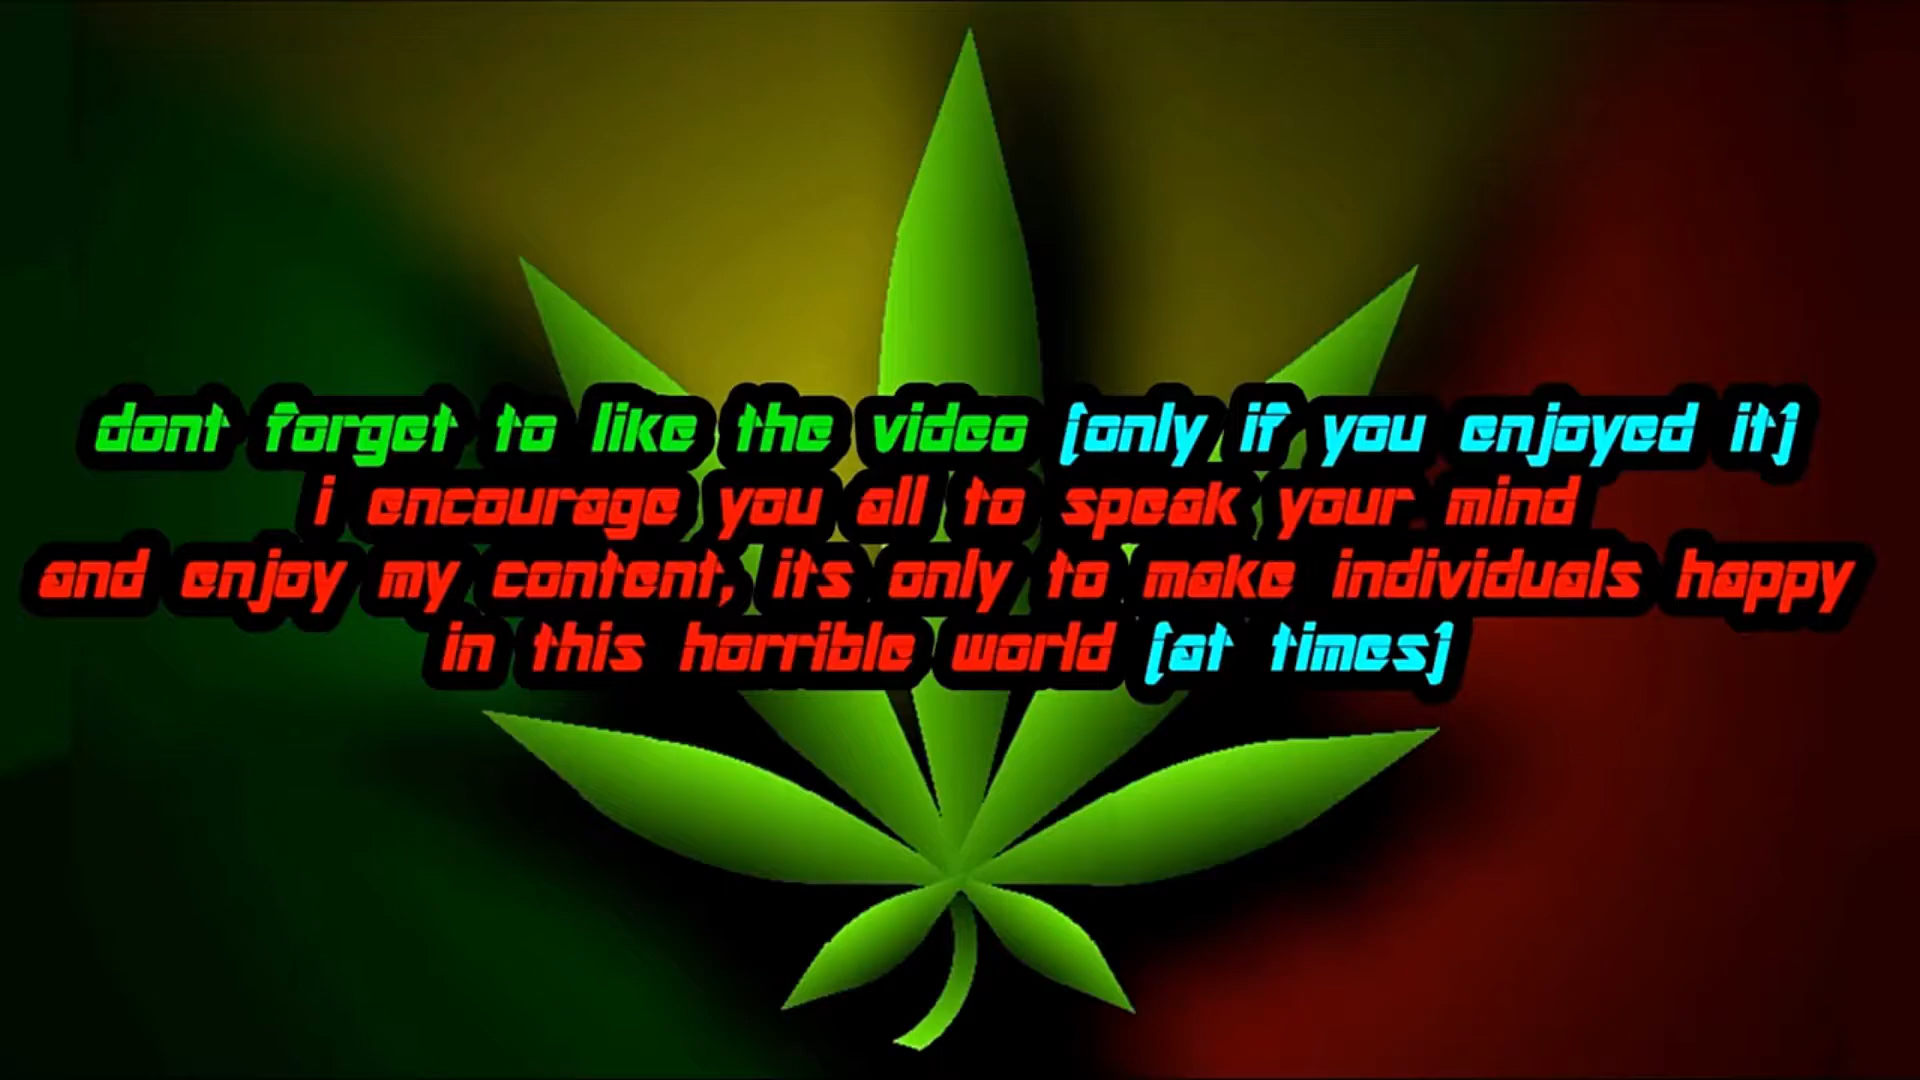 dont forget to like the video (only if you enjoyed it)
i encourage you all to speak your mind
and enjoy my content, its only to make individuals happy
in this horrible world (at times)